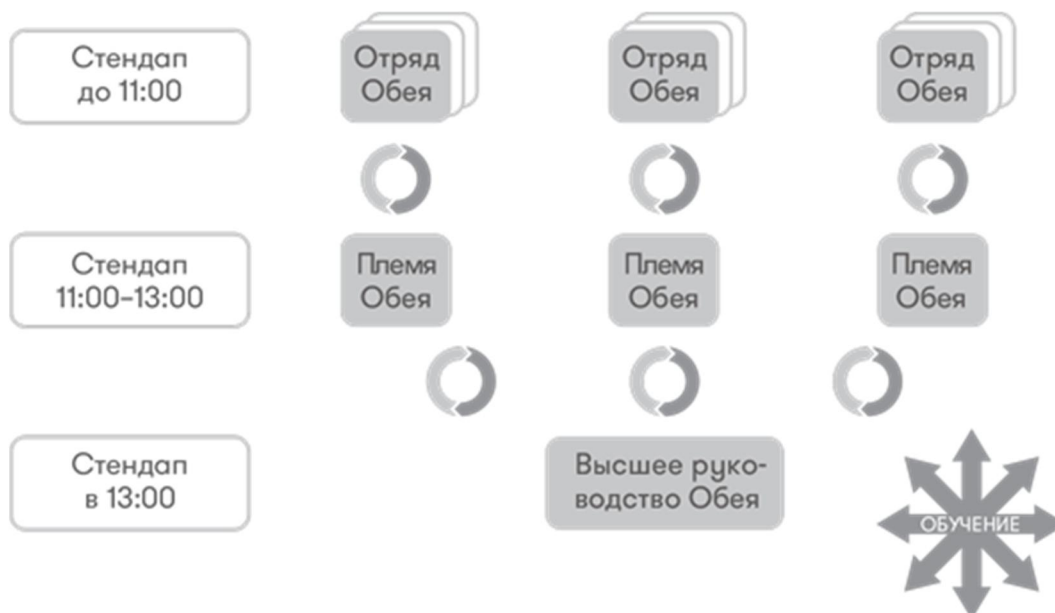 Стендап
до 11:00
Отряд
Обея
Отряд
Обея
Отряд
Обея
Стендап
11:00–13:00
Племя
Обея
Племя
Обея
Племя
Обея
Стендап
в 13:00
Высшее руко-
водство Обея
ОБУЧЕНИЕ